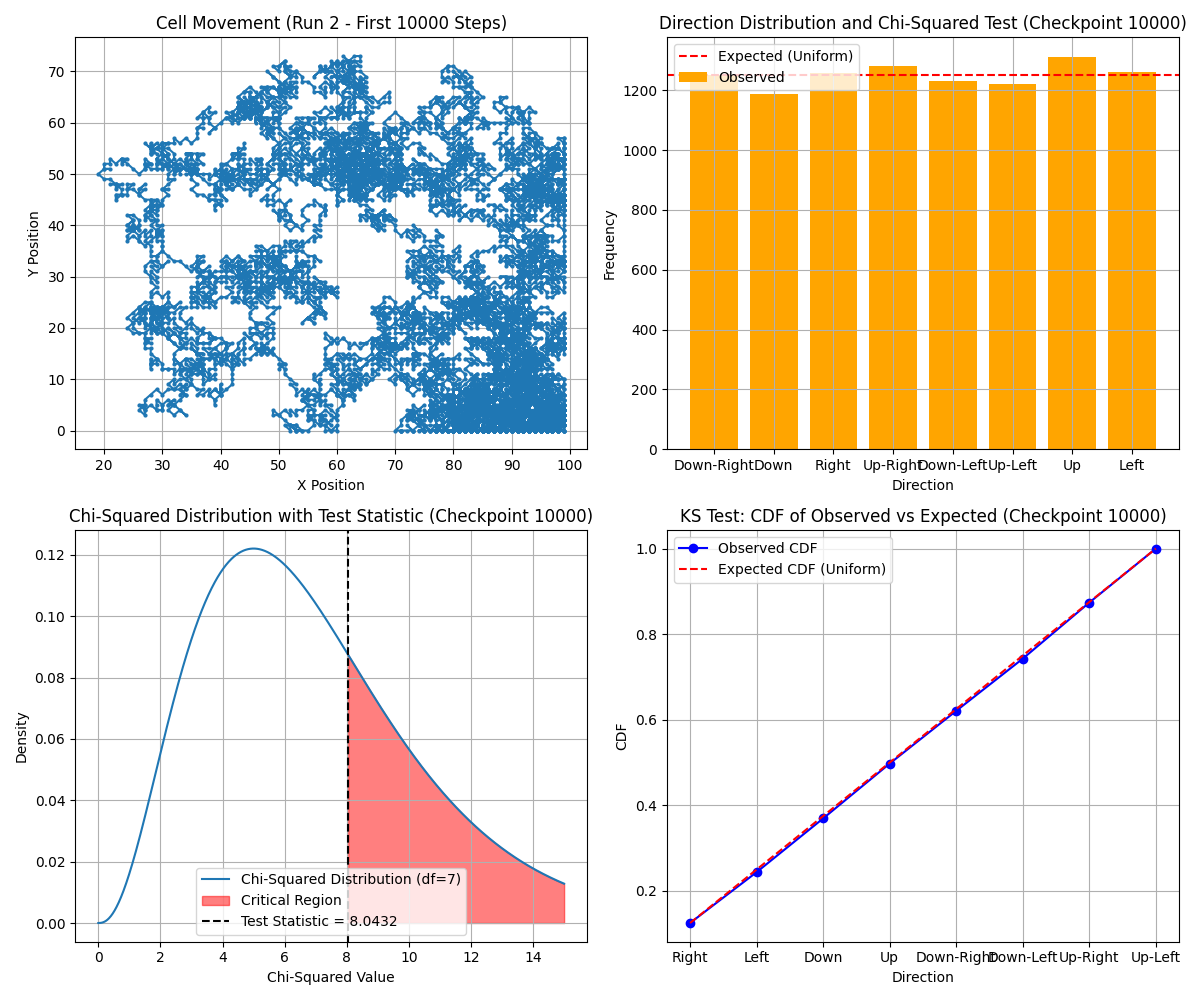 Cell Movement (Run 2 - First 10000 Steps)
70
60
50
40
30
20
10
0
Y Position
20 30 40 50 60 70 80 90 100
X Position
Direction Distribution and Chi-Squared Test (Checkpoint 10000)
Expected (Uniform)
Observed
1200
1000
800
600
400
200
0
Frequency
Down-Right Down Right Up-Right Down-Left Up-Left Up Left
Direction
Chi-Squared Distribution with Test Statistic (Checkpoint 10000)
0.12
0.10
0.08
0.06
0.04
0.02
0.00
Density
Chi-Squared Distribution (df=7)
Critical Region
Test Statistic = 8.0432
0 2 4 6 8 10 12 14
Chi-Squared Value
KS Test: CDF of Observed vs Expected (Checkpoint 10000)
Observed CDF
Expected CDF (Uniform)
1.0
0.8
0.6
0.4
0.2
CDF
Right Left Down Up Down-Right Down-Left Up-Right Up-Left
Direction